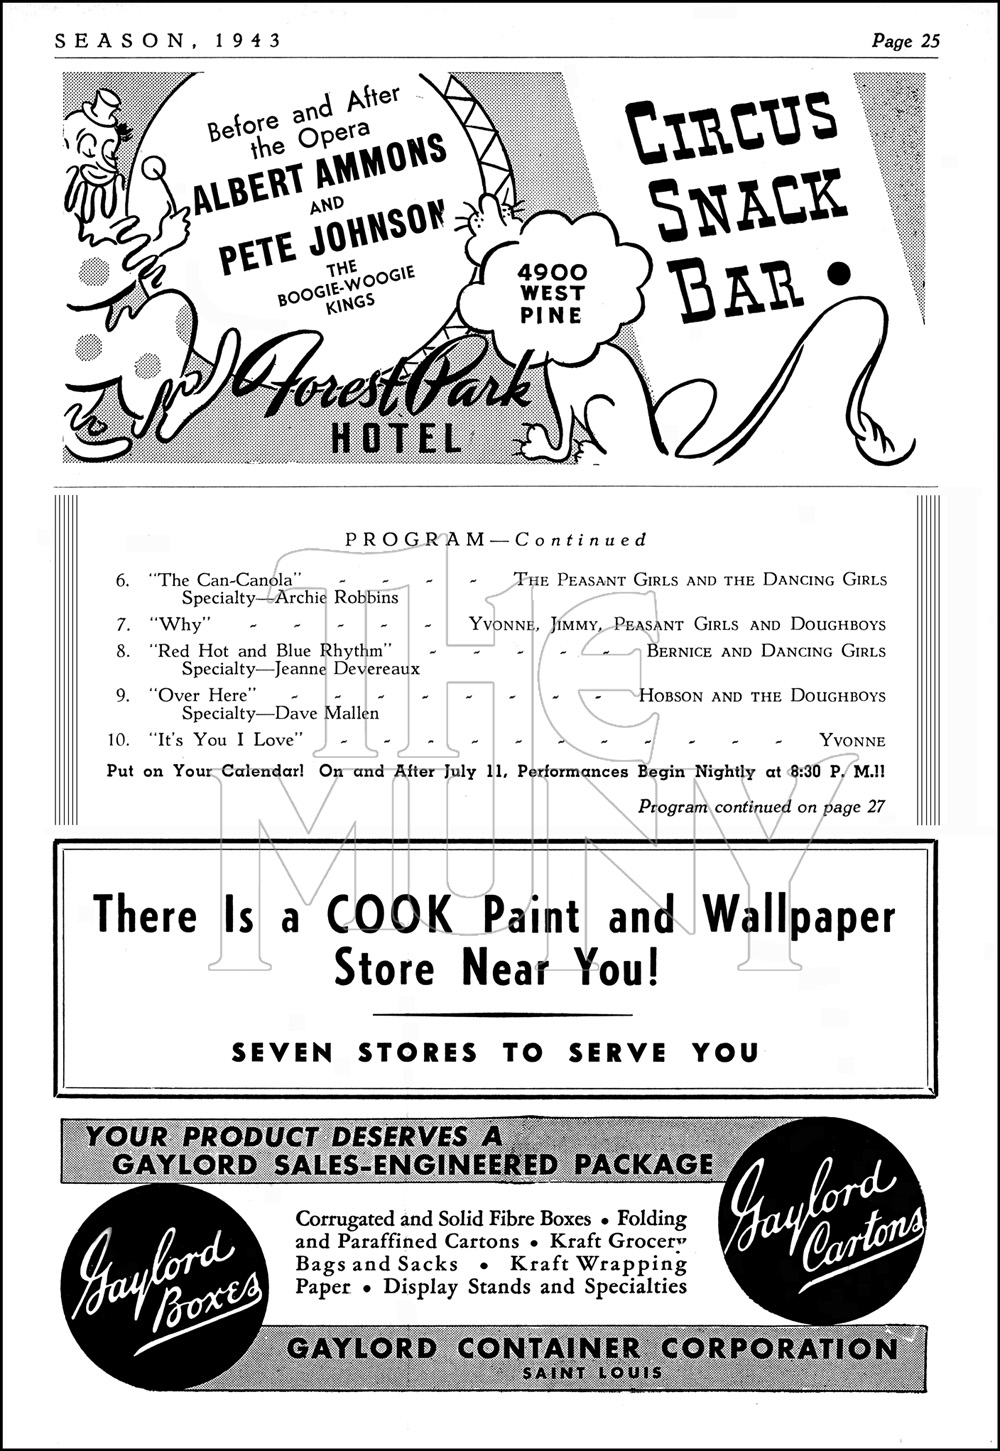 SEASON, 1943 Page 25
Before and After
the Opera
ALBERT AMMONS
AND
PETE JOHNSON
THE
BOOGIE-WOOGIE
KINGS
Forest Park
HOTEL
4900
WEST
PINE
CIRCUS
SNACK
BAR •
PROGRAM—Continued
6. "The Can-Canola" - - - - THE PEASANT GIRLS AND THE DANCING GIRLS
Specialty—Archie Robbins
7. "Why" - - - - - YVONNE, JIMMY, PEASANT GIRLS AND DOUGHBOYS
8. "Red Hot and Blue Rhythm" - - - - - BERNICE AND DANCING GIRLS
Specialty—Jeanne Devereaux
9. "Over Here" - - - - - - - - HOBSON AND THE DOUGHBOYS
Specialty—Dave Mallen
10. "It's You I Love" - - - - - - - - - - - YVONNE
Put on Your Calendar! On and After July 11, Performances Begin Nightly at 8:30 P. M.!!
Program continued on page 27
THE
MUNY
There Is a COOK Paint and Wallpaper
Store Near You!
SEVEN STORES TO SERVE YOU
YOUR PRODUCT DESERVES A
GAYLORD SALES-ENGINEERED PACKAGE
Gaylord
Cartons
Gaylord
Boxes
Corrugated and Solid Fibre Boxes • Folding
and Paraffined Cartons • Kraft Grocery
Bags and Sacks • Kraft Wrapping
Paper • Display Stands and Specialties
GAYLORD CONTAINER CORPORATION
SAINT LOUIS